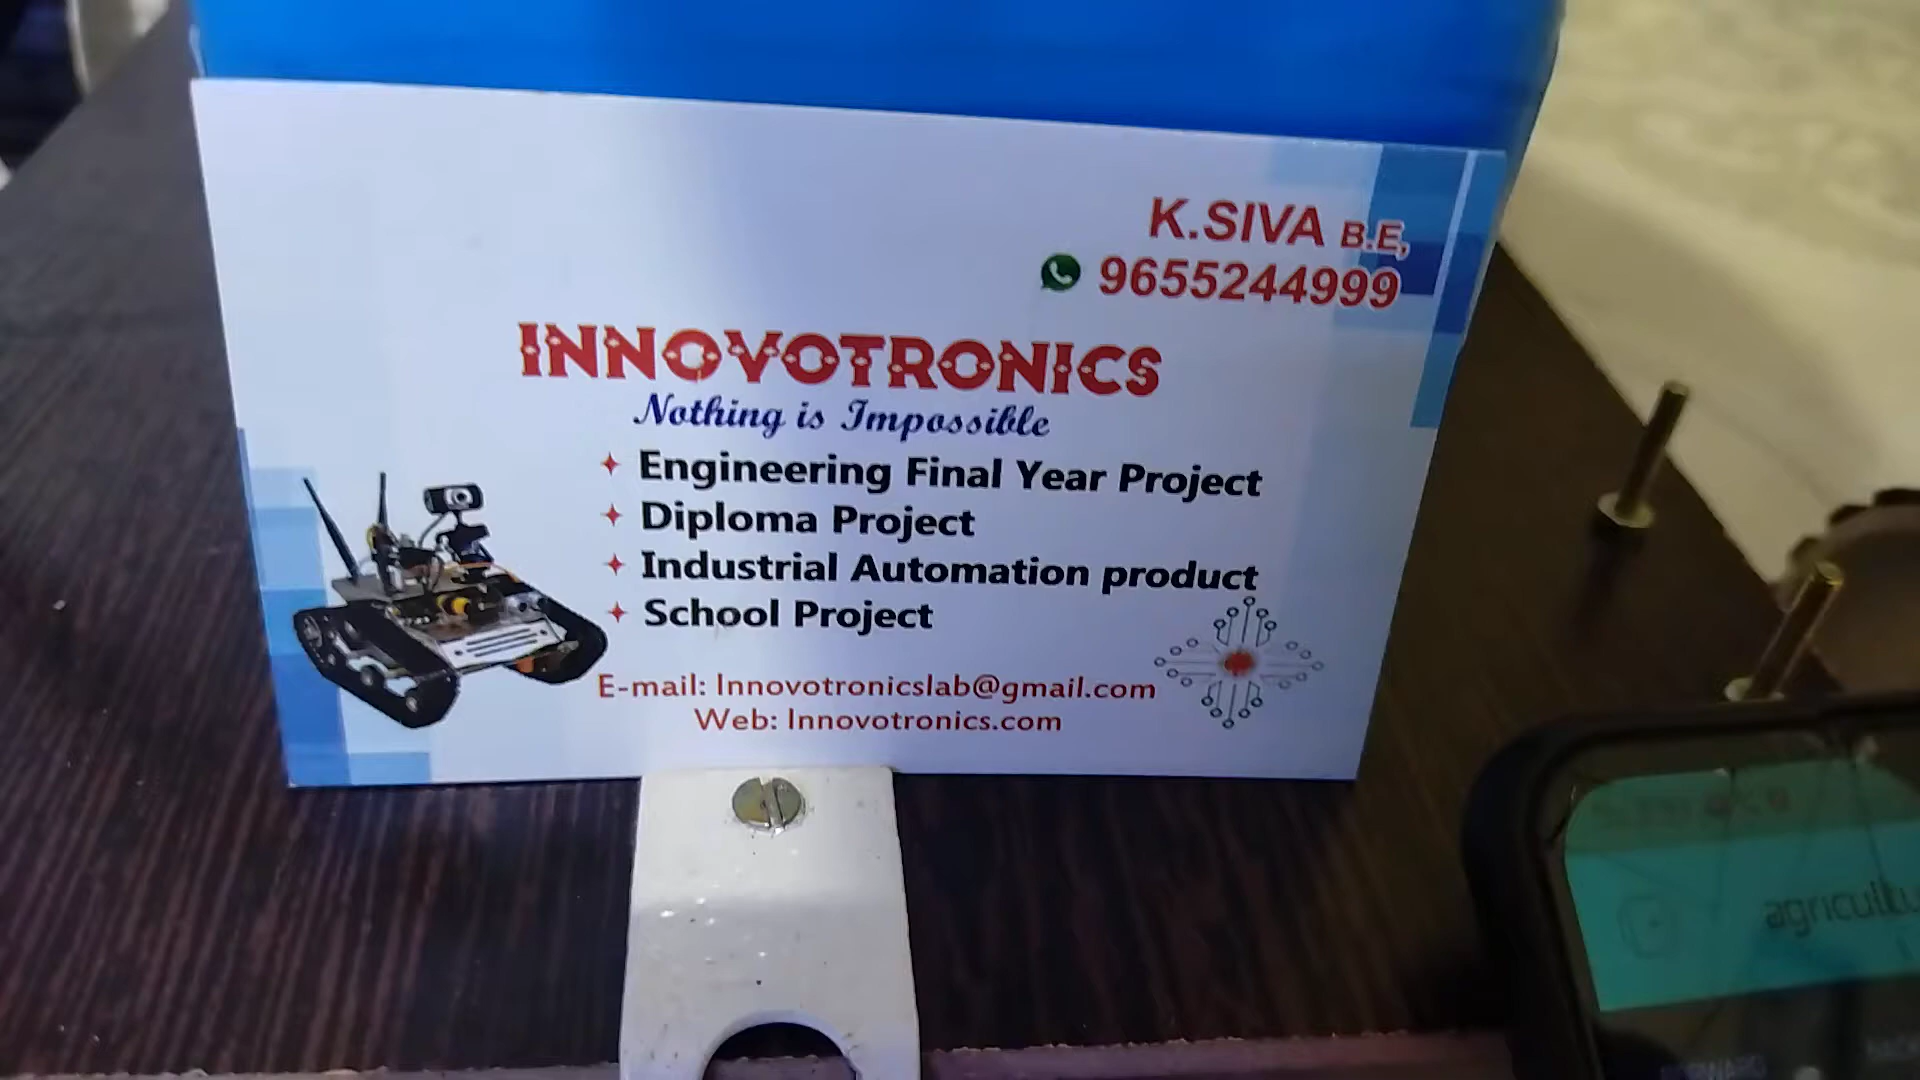 K.SIVA B.E,
9655244999
INNOVOTRONICS
Nothing is Impossible
Engineering Final Year Project
Diploma Project
Industrial Automation product
School Project
E-mail: Innovotronicslab@gmail.com
Web: Innovotronics.com